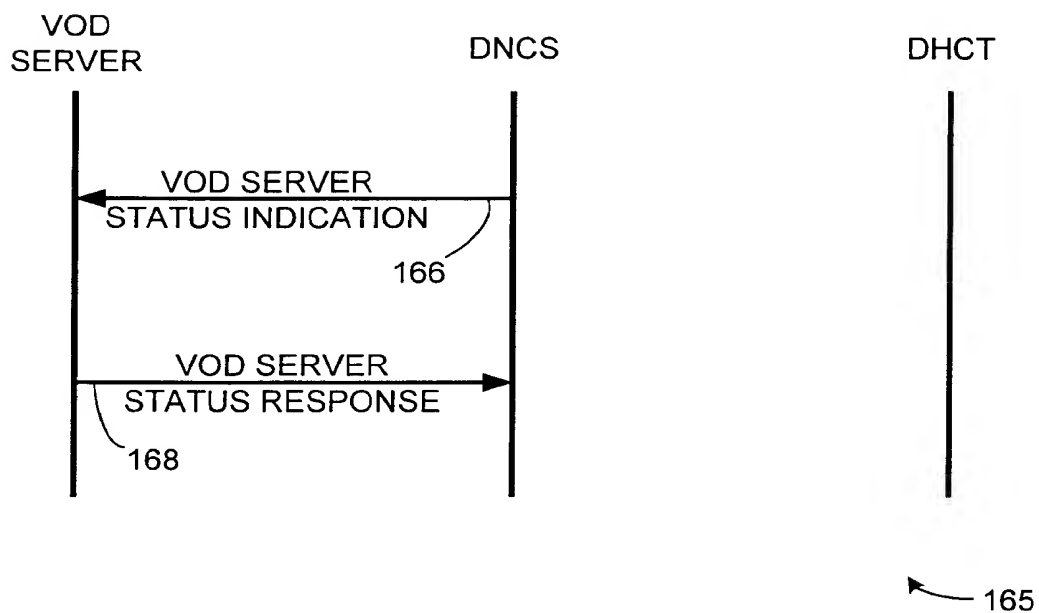 VOD
SERVER
DNCS
DHCT
VOD SERVER
STATUS INDICATION
166
VOD SERVER
STATUS RESPONSE
168
165